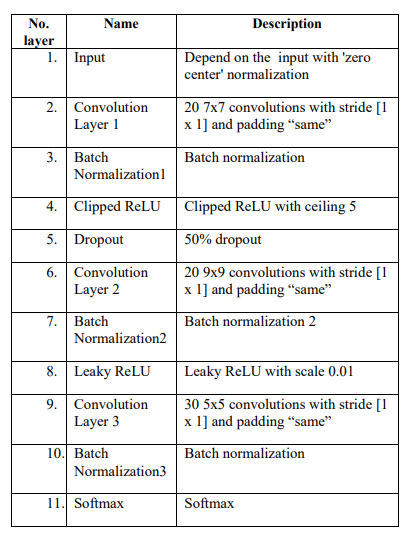 No. layer Name Description
1. Input Depend on the input with 'zero
center' normalization
2. Convolution 20 7x7 convolutions with stride [1
Layer 1 x 1] and padding “same”
3. Batch Batch normalization
Normalization1
4. Clipped ReLU Clipped ReLU with ceiling 5
5. Dropout 50% dropout
6. Convolution 20 9x9 convolutions with stride [1
Layer 2 x 1] and padding “same”
7. Batch Batch normalization 2
Normalization2
8. Leaky ReLU Leaky ReLU with scale 0.01
9. Convolution 30 5x5 convolutions with stride [1
Layer 3 x 1] and padding “same”
10. Batch Batch normalization
Normalization3
11. Softmax Softmax